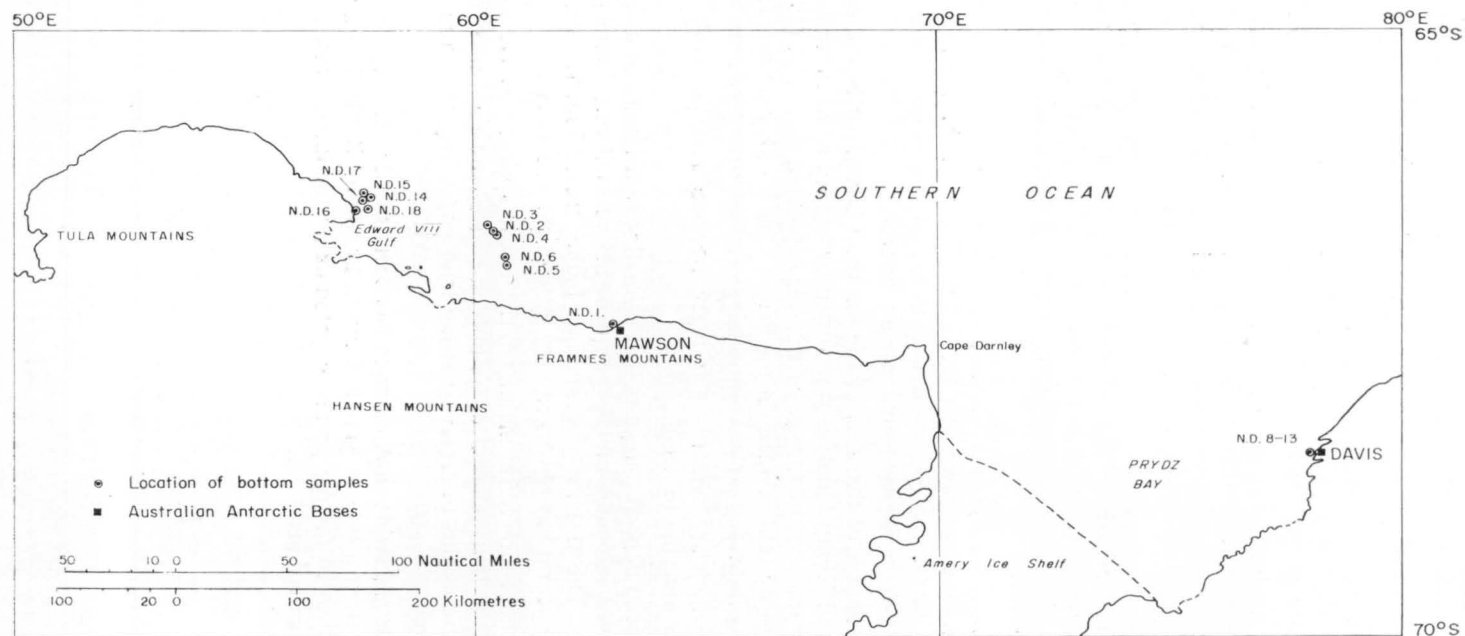 50°E
60°E
70°E
80°E
65°S
N.D.17
N.D.15
N.D.14
N.D.16
N.D.18
Edward VIII
Gulf
TULA MOUNTAINS
N.D.3
N.D.2
N.D.4
N.D.6
N.D.5
SOUTHERN OCEAN
N.D.1.
MAWSON
FRAMNES MOUNTAINS
Cape Darnley
HANSEN MOUNTAINS
N.D. 8-13
DAVIS
PRYDZ
BAY
Location of bottom samples
Australian Antarctic Bases
Amery Ice Shelf
50 10 0 50 100 Nautical Miles
100 20 0 100 200 Kilometres
70°S